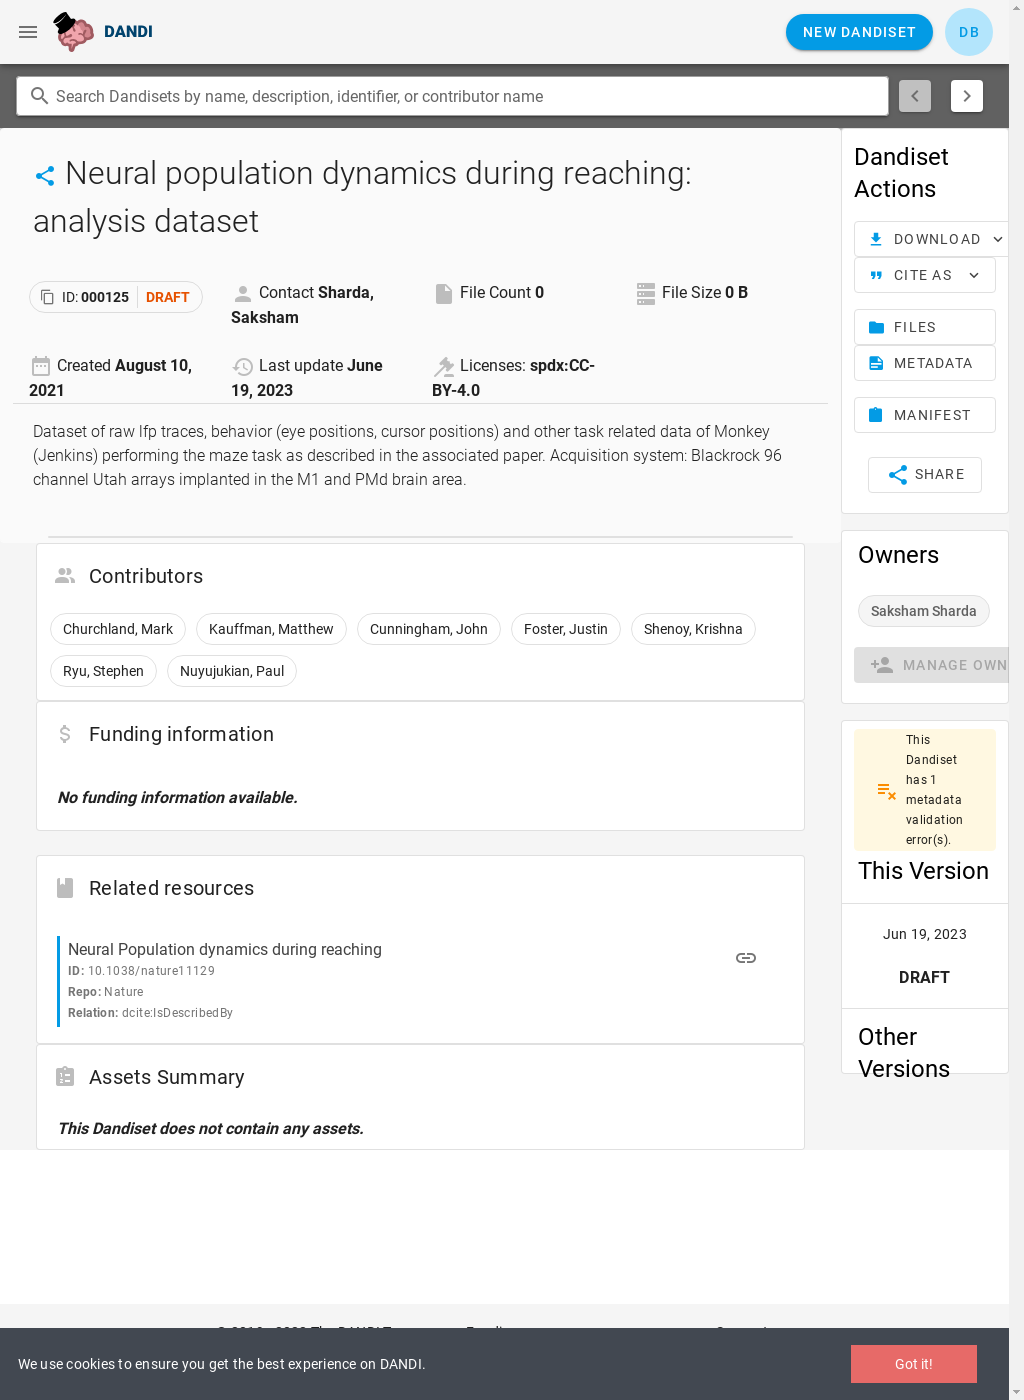 DANDI
NEW DANDISET
DB
Search Dandisets by name, description, identifier, or contributor name
Neural population dynamics during reaching:
analysis dataset
ID: 000125 DRAFT
Contact Sharda,
Saksham
File Count 0
File Size 0 B
Created August 10,
2021
Last update June
19, 2023
Licenses: spdx:CC-
BY-4.0
Dataset of raw lfp traces, behavior (eye positions, cursor positions) and other task related data of Monkey
(Jenkins) performing the maze task as described in the associated paper. Acquisition system: Blackrock 96
channel Utah arrays implanted in the M1 and PMd brain area.
Contributors
Churchland, Mark
Kauffman, Matthew
Cunningham, John
Foster, Justin
Shenoy, Krishna
Ryu, Stephen
Nuyujukian, Paul
Funding information
No funding information available.
Related resources
Neural Population dynamics during reaching
ID: 10.1038/nature11129
Repo: Nature
Relation: dcite:IsDescribedBy
Assets Summary
This Dandiset does not contain any assets.
Dandiset
Actions
DOWNLOAD
CITE AS
FILES
METADATA
MANIFEST
SHARE
Owners
Saksham Sharda
MANAGE OWN
This
Dandiset
has 1
metadata
validation
error(s).
This Version
Jun 19, 2023
DRAFT
Other
Versions
We use cookies to ensure you get the best experience on DANDI.
Got it!